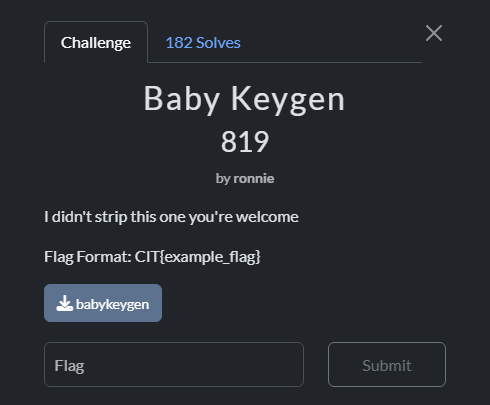 Challenge
182 Solves
Baby Keygen
819
by ronnie
I didn't strip this one you're welcome
Flag Format: CIT{example_flag}
babykeygen
Flag
Submit